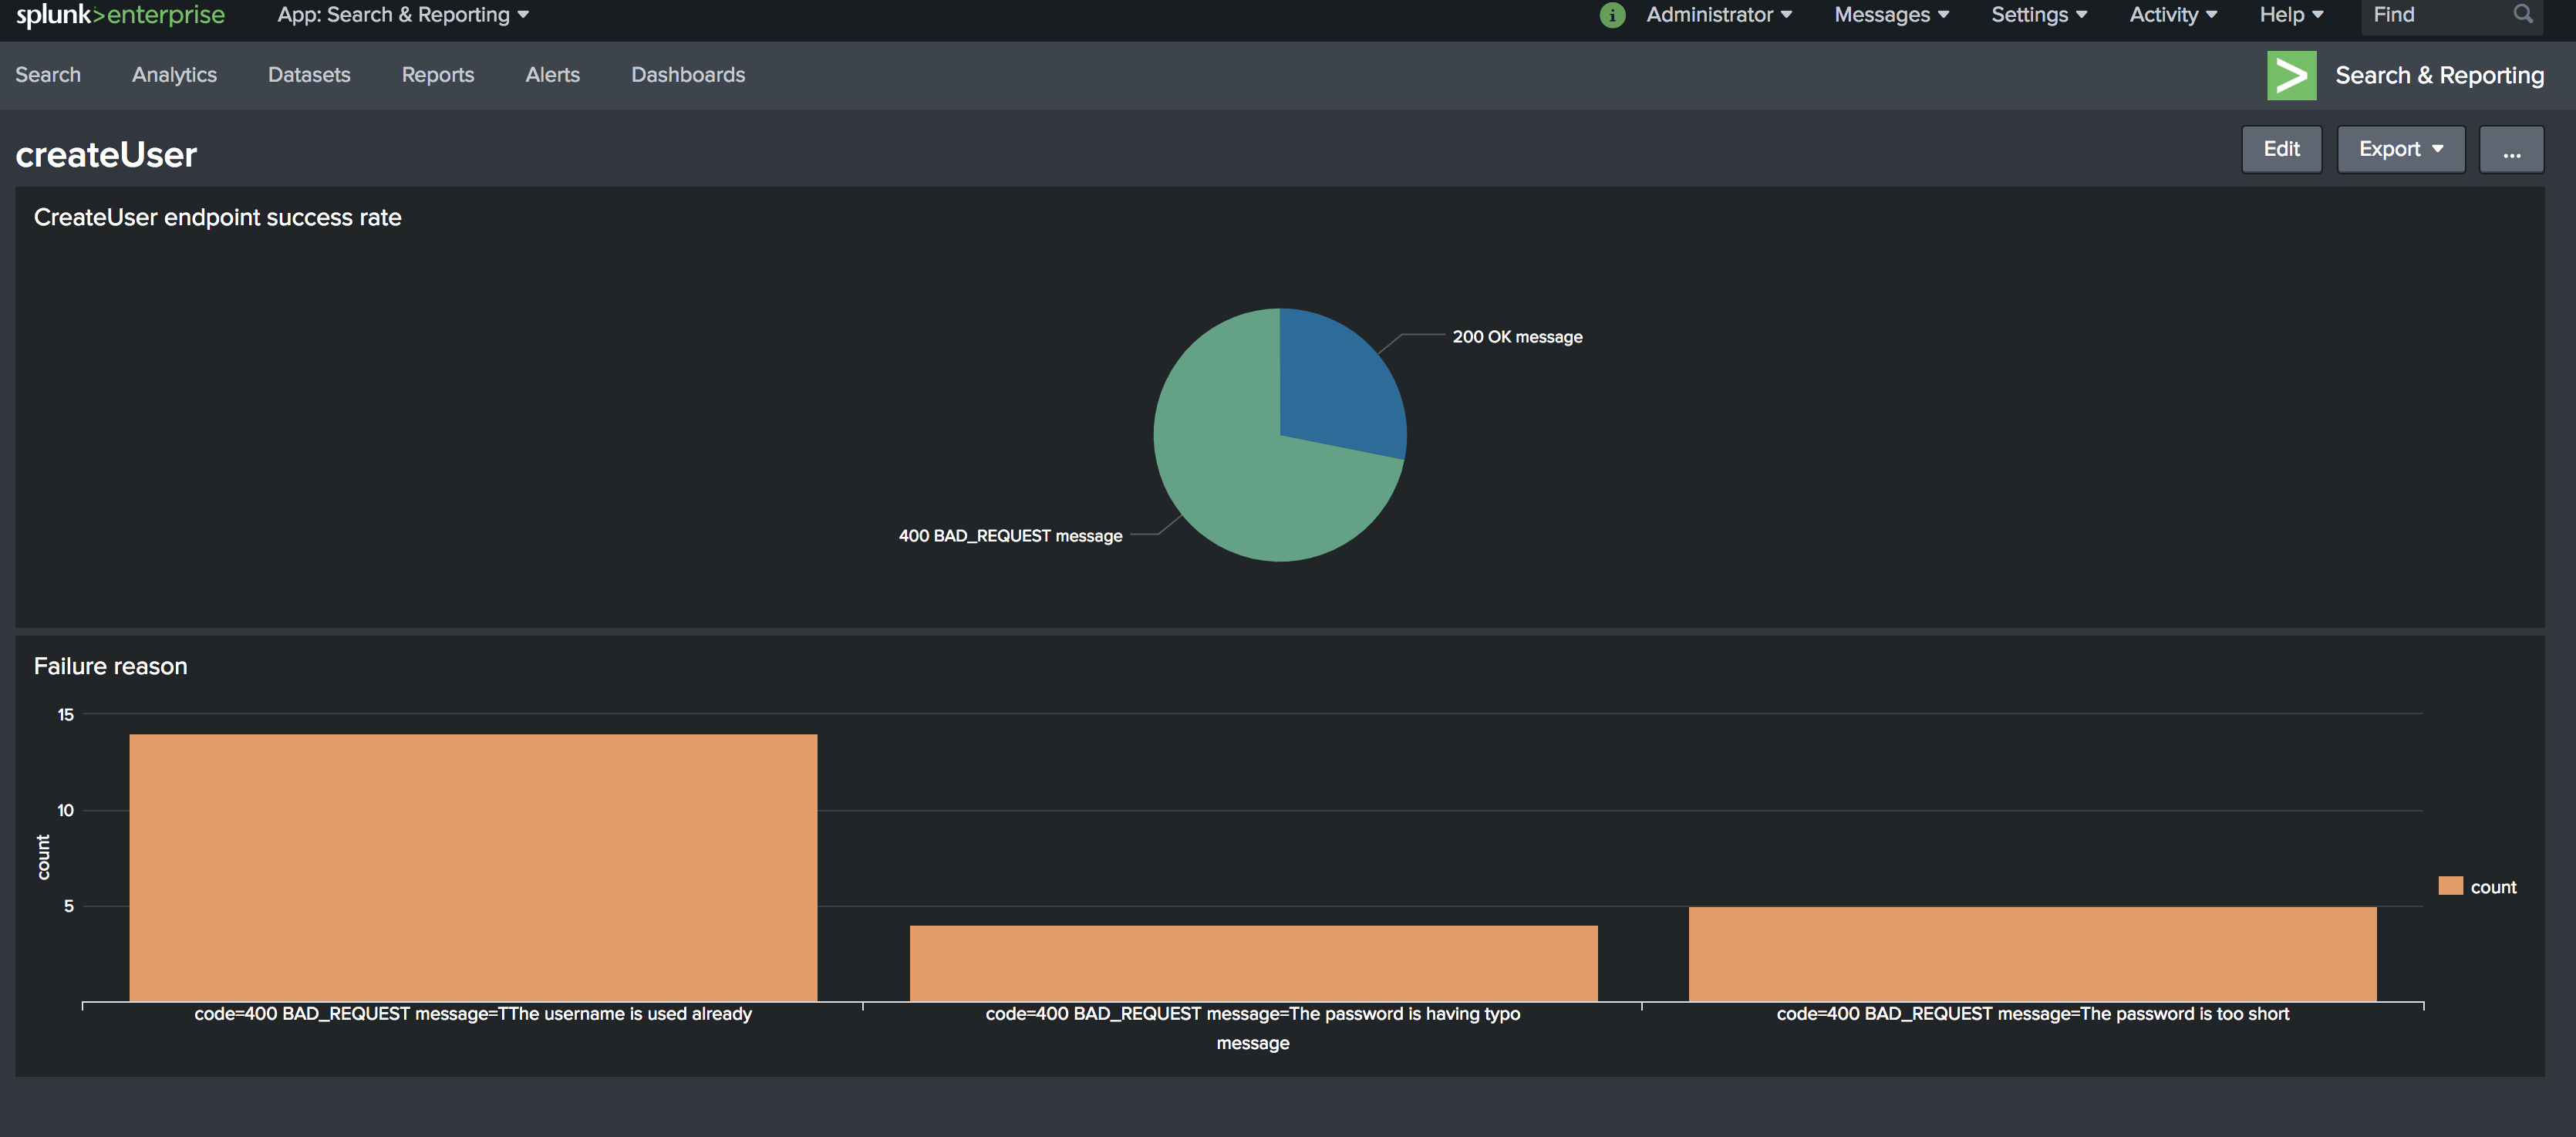 splunk>enterprise App: Search & Reporting i Administrator Messages Settings Activity Help Find
Search Analytics Datasets Reports Alerts Dashboards > Search & Reporting
createUser Edit Export ...
CreateUser endpoint success rate
200 OK message
400 BAD_REQUEST message
Failure reason
15
10
5
count
count
code=400 BAD_REQUEST message=TThe username is used already code=400 BAD_REQUEST message=The password is having typo code=400 BAD_REQUEST message=The password is too short
message